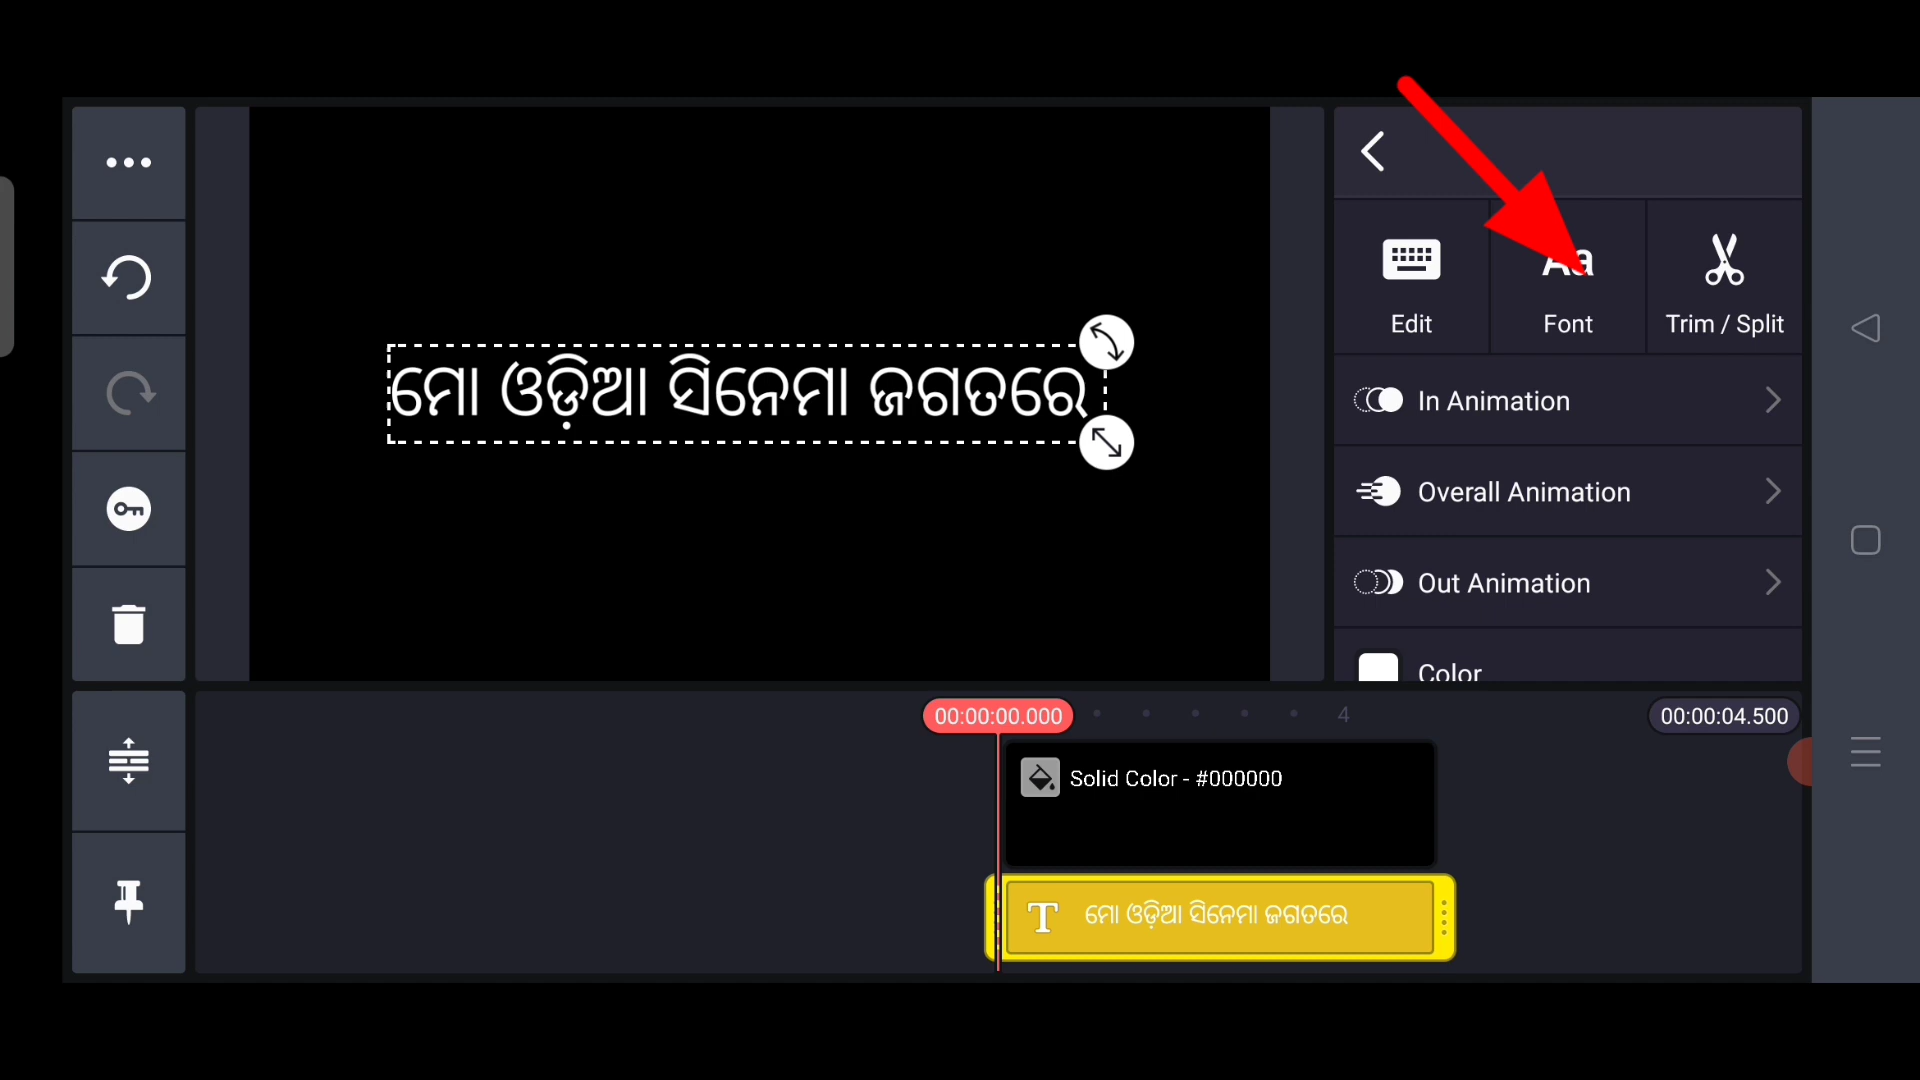 ମୋ ଓଡ଼ିଆ ସିନେମା ଜଗତରେ
Edit
Aa
Font
Trim / Split
In Animation
Overall Animation
Out Animation
Color
00:00:00.000
4
00:00:04.500
Solid Color - #000000
T ମୋ ଓଡ଼ିଆ ସିନେମା ଜଗତରେ